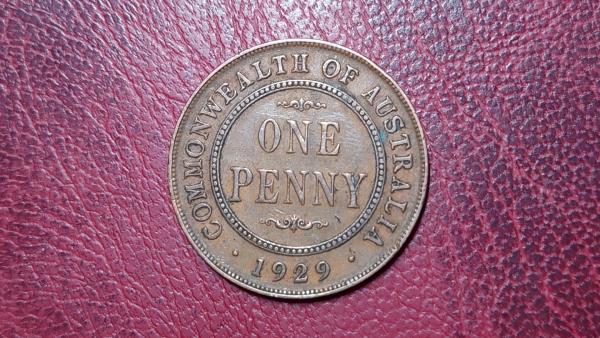 COMMONWEALTH OF AUSTRALIA
ONE
PENNY
1929